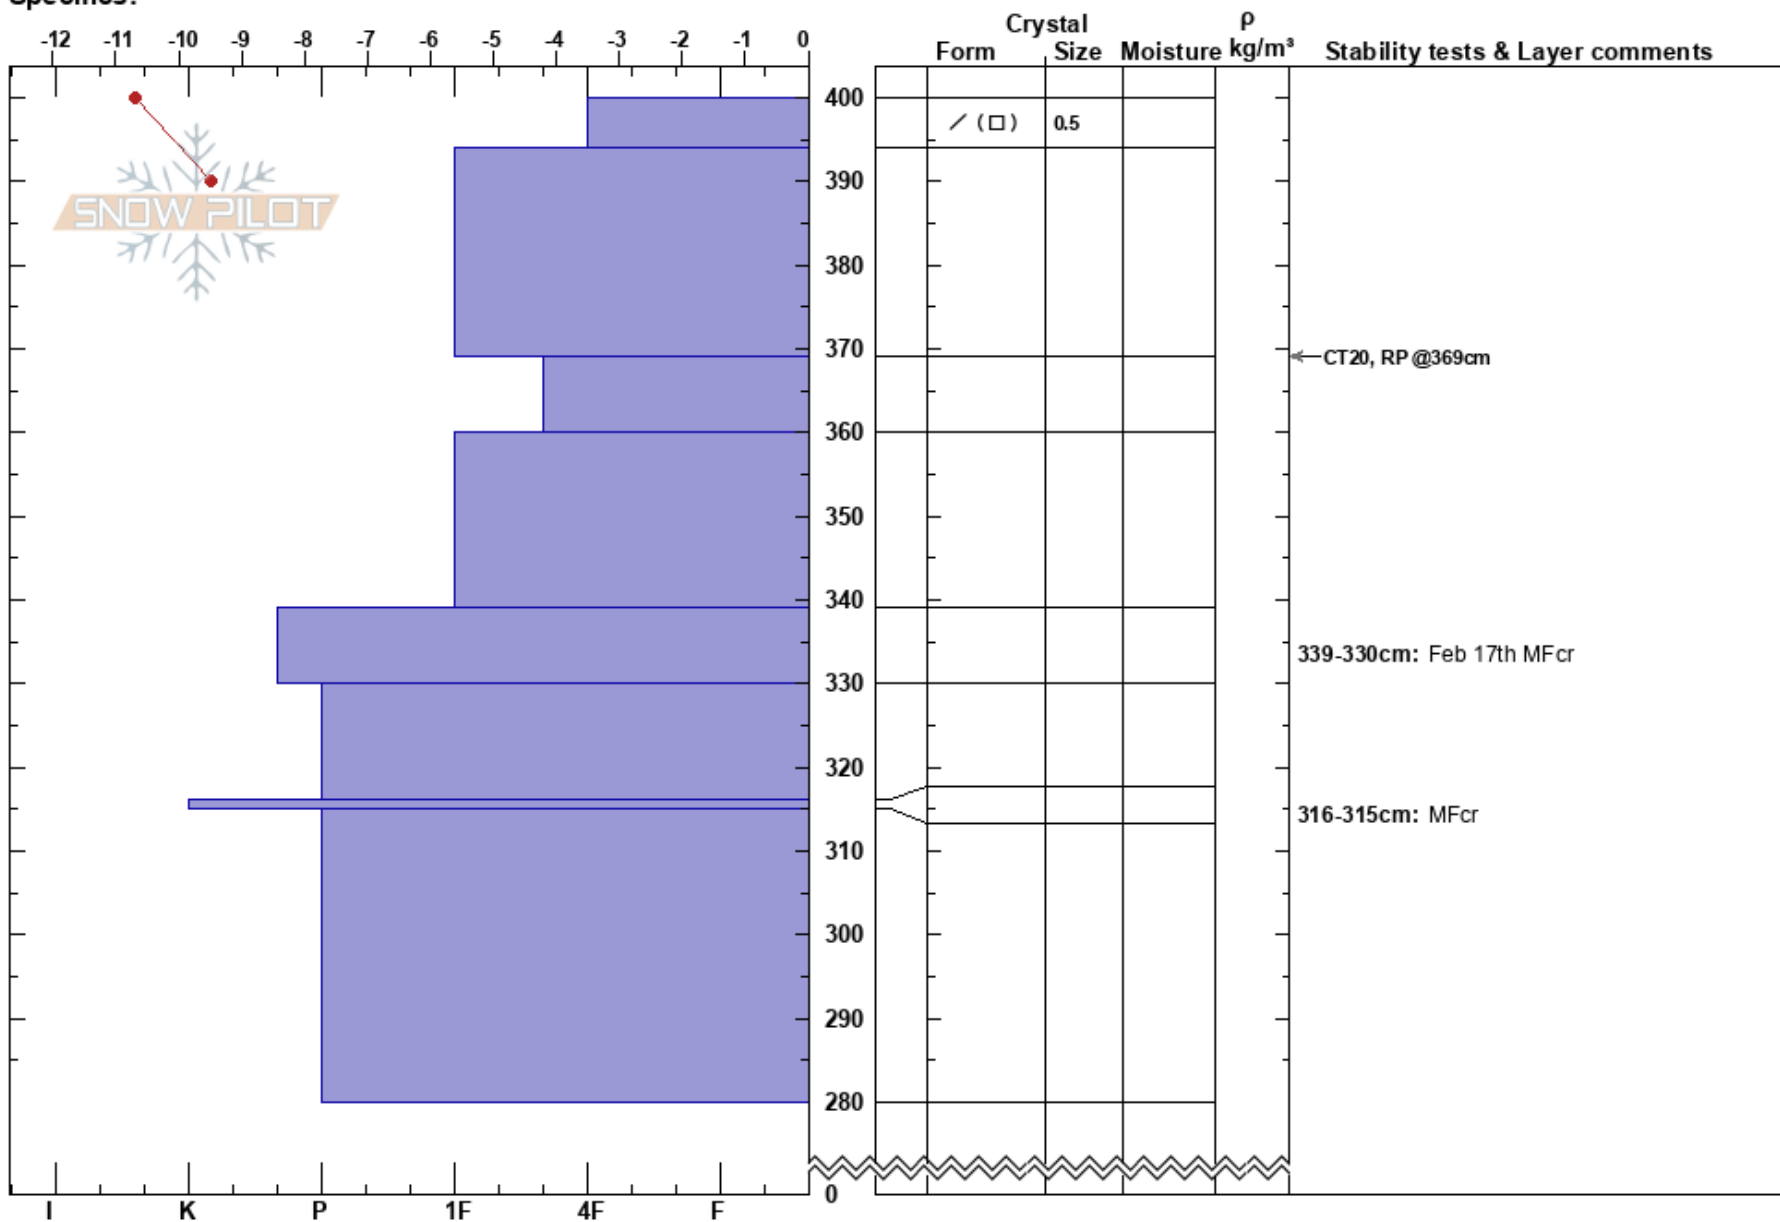 Specifics:
-12 -11 -10 -9 -8 -7 -6 -5 -4 -3 -2 -1 0
Crystal
Form Size Moisture ρ kg/m³ Stability tests & Layer comments
400
/ (□) 0.5
390
SNOW PILOT
380
370
CT20, RP @369cm
360
350
340
339-330cm: Feb 17th MFcr
330
320
316-315cm: MFcr
310
300
290
280
0
I K P 1F 4F F